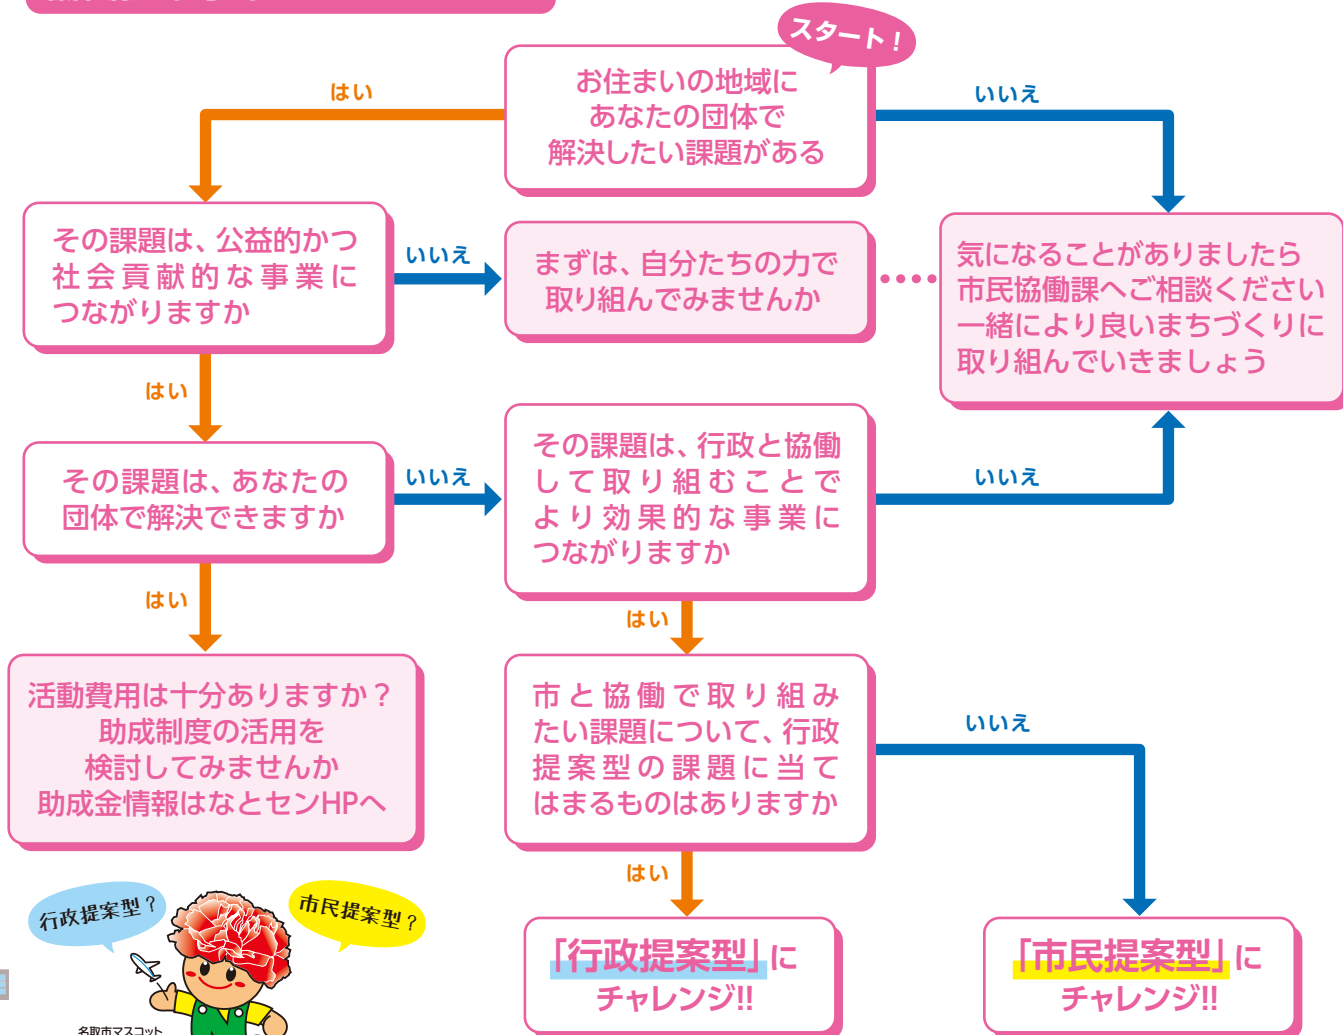 スタート！
お住まいの地域に
あなたの団体で
解決したい課題がある
はい
いいえ
その課題は、公益的かつ
社会貢献的な事業に
つながりますか
いいえ
まずは、自分たちの力で
取り組んでみませんか
気になることがありましたら
市民協働課へご相談ください
一緒により良いまちづくりに
取り組んでいきましょう
はい
その課題は、あなたの
団体で解決できますか
いいえ
その課題は、行政と協働
して取り組むことで
より効果的な事業に
つながりますか
いいえ
はい
はい
活動費用は十分ありますか？
助成制度の活用を
検討してみませんか
助成金情報はなとセンHPへ
市と協働で取り組み
たい課題について、行政
提案型の課題に当て
はまるものはありますか
いいえ
はい
「行政提案型」に
チャレンジ!!
「市民提案型」に
チャレンジ!!
行政提案型？
市民提案型？
名取市マスコット